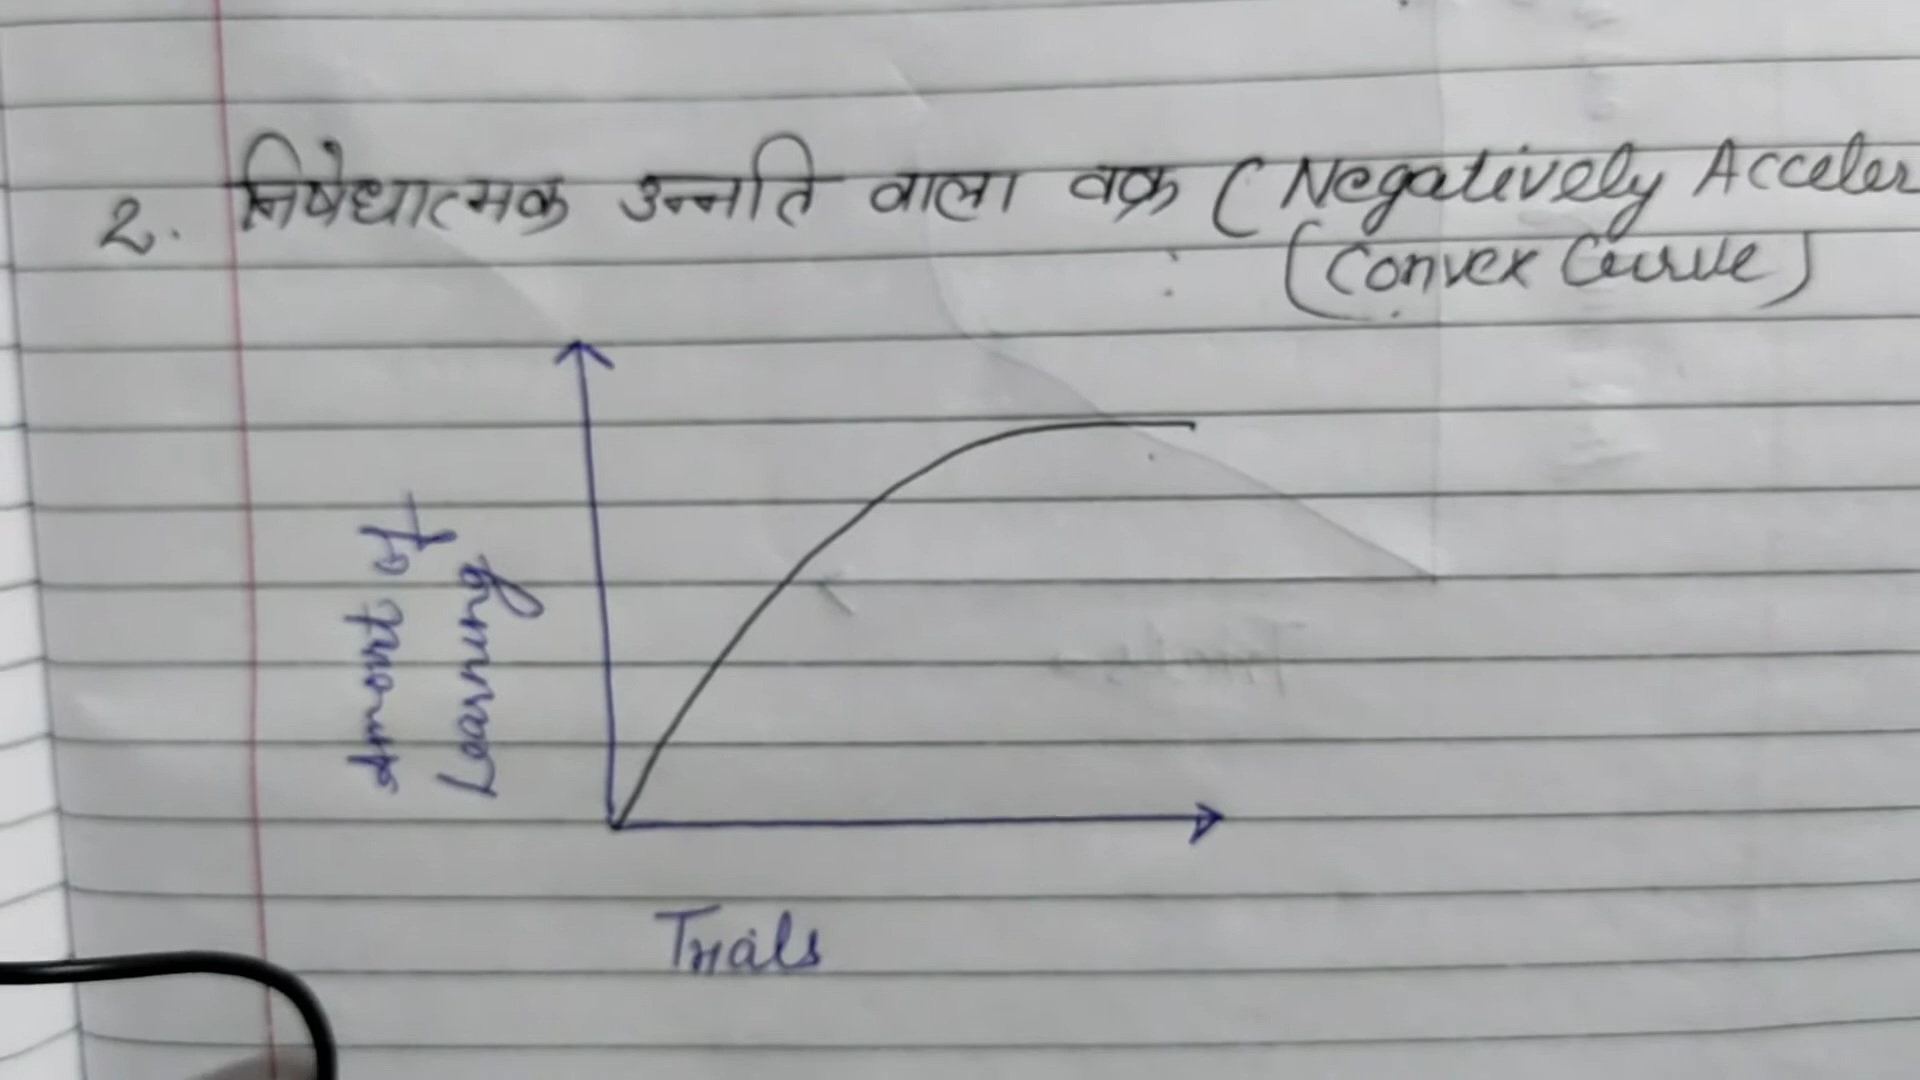 2. निषेधात्मक उन्नति वाला वक्र ( Negatively Acceler
(Convex Curve)
Amount of
Learning
Trials